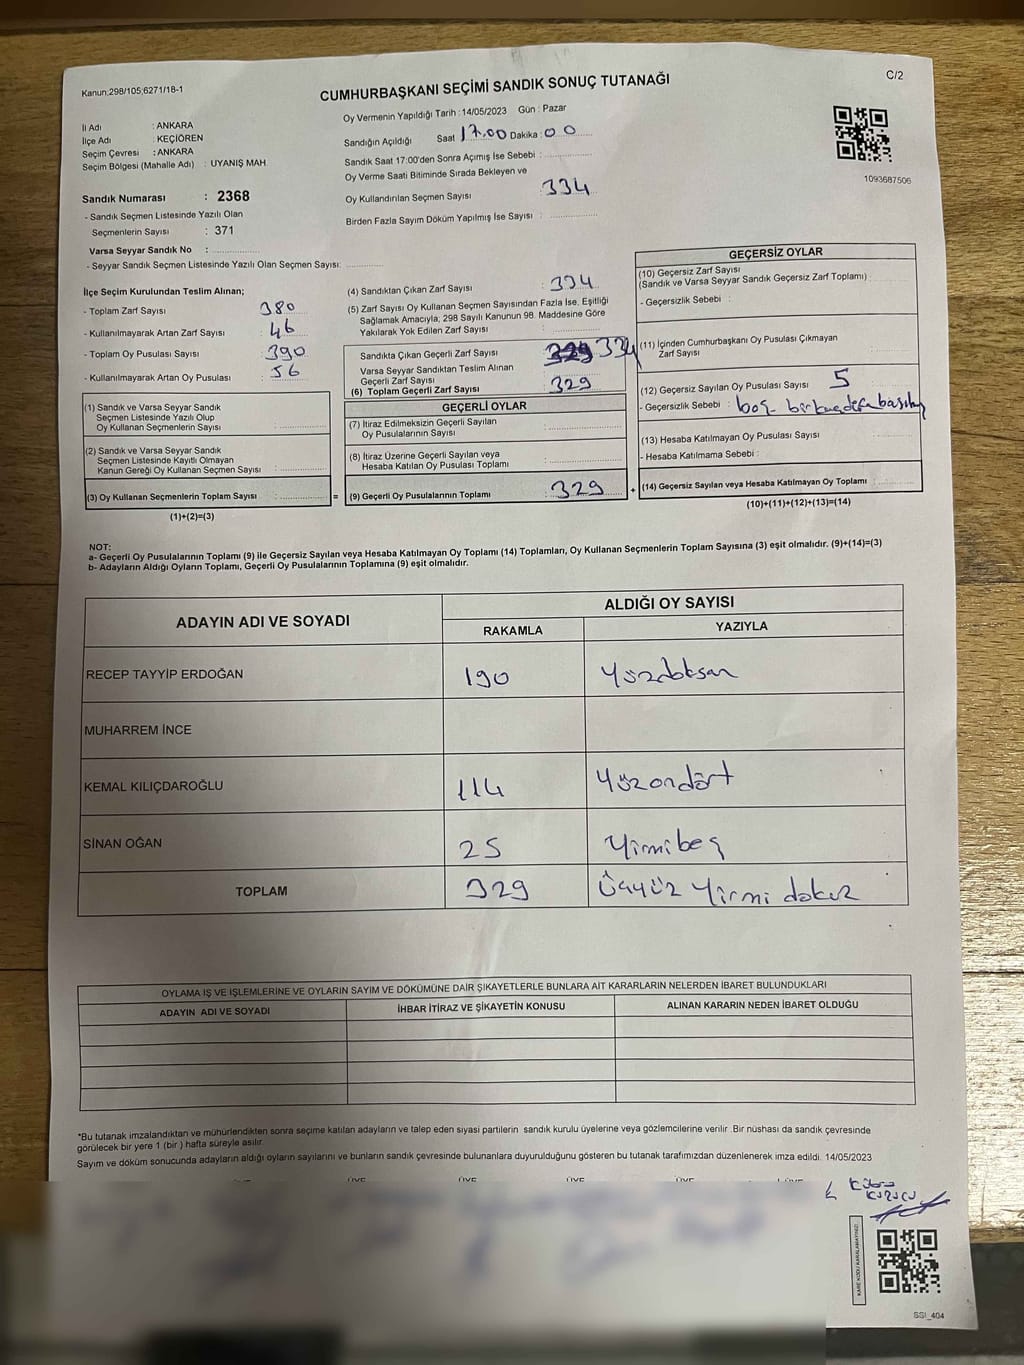 Kanun:298/105,6271/18-1
CUMHURBAŞKANI SEÇİMİ SANDIK SONUÇ TUTANAĞI
C/2
İl Adı : ANKARA
İlçe Adı : KEÇİÖREN
Seçim Çevresi : ANKARA
Seçim Bölgesi (Mahalle Adı) : UYANIŞ MAH.
Sandık Numarası : 2368
- Sandık Seçmen Listesinde Yazılı Olan
Seçmenlerin Sayısı : 371
Varsa Seyyar Sandık No :
- Seyyar Sandık Seçmen Listesinde Yazılı Olan Seçmen Sayısı:
Oy Vermenin Yapıldığı Tarih : 14/05/2023 Gün : Pazar
Sandığın Açıldığı Saat 17.00 Dakika : 00
Sandık Saat 17:00'den Sonra Açımış İse Sebebi :
Oy Verme Saati Bitiminde Sırada Bekleyen ve
Oy Kullandırılan Seçmen Sayısı : 334
Birden Fazla Sayım Döküm Yapılmış İse Sayısı :
1093687506
İlçe Seçim Kurulundan Teslim Alınan;
- Toplam Zarf Sayısı : 380
- Kullanılmayarak Artan Zarf Sayısı : 46
- Toplam Oy Pusulası Sayısı : 390
- Kullanılmayarak Artan Oy Pusulası : 56
(1) Sandık ve Varsa Seyyar Sandık
Seçmen Listesinde Yazılı Olup
Oy Kullanan Seçmenlerin Sayısı :
(2) Sandık ve Varsa Seyyar Sandık
Seçmen Listesinde Kayıtlı Olmayan
Kanun Gereği Oy Kullanan Seçmen Sayısı :
(3) Oy Kullanan Seçmenlerin Toplam Sayısı :
(1)+(2)=(3)
=
(4) Sandıktan Çıkan Zarf Sayısı : 334
(5) Zarf Sayısı Oy Kullanan Seçmen Sayısından Fazla İse, Eşitliği
Sağlamak Amacıyla, 298 Sayılı Kanunun 98. Maddesine Göre
Yakılarak Yok Edilen Zarf Sayısı :
Sandıkta Çıkan Geçerli Zarf Sayısı 329 334
Varsa Seyyar Sandıktan Teslim Alınan
Geçerli Zarf Sayısı :
(6) Toplam Geçerli Zarf Sayısı : 329
GEÇERLİ OYLAR
(7) İtiraz Edilmeksizin Geçerli Sayılan
Oy Pusulalarının Sayısı :
(8) İtiraz Üzerine Geçerli Sayılan veya
Hesaba Katılan Oy Pusulası Toplamı :
(9) Geçerli Oy Pusulalarının Toplamı : 329
+
GEÇERSİZ OYLAR
(10) Geçersiz Zarf Sayısı
(Sandık ve Varsa Seyyar Sandık Geçersiz Zarf Toplamı) :
- Geçersizlik Sebebi :
(11) İçinden Cumhurbaşkanı Oy Pusulası Çıkmayan
Zarf Sayısı :
(12) Geçersiz Sayılan Oy Pusulası Sayısı : 5
- Geçersizlik Sebebi : boş birkaç defa basılmış
(13) Hesaba Katılmayan Oy Pusulası Sayısı :
- Hesaba Katılmama Sebebi :
(14) Geçersiz Sayılan veya Hesaba Katılmayan Oy Toplamı :
(10)+(11)+(12)+(13)=(14)
NOT:
a- Geçerli Oy Pusulalarının Toplamı (9) ile Geçersiz Sayılan veya Hesaba Katılmayan Oy Toplamı (14) Toplamları, Oy Kullanan Seçmenlerin Toplam Sayısına (3) eşit olmalıdır. (9)+(14)=(3)
b- Adayların Aldığı Oyların Toplamı, Geçerli Oy Pusulalarının Toplamına (9) eşit olmalıdır.
ADAYIN ADI VE SOYADI
ALDIĞI OY SAYISI
RAKAMLA YAZIYLA
RECEP TAYYİP ERDOĞAN 190 Yüzdoksan
MUHARREM İNCE
KEMAL KILIÇDAROĞLU 114 Yüzondört
SİNAN OĞAN 25 Yirmibeş
TOPLAM 329 Üçyüz Yirmi dokuz
OYLAMA İŞ VE İŞLEMLERİNE VE OYLARIN SAYIM VE DÖKÜMÜNE DAİR ŞİKAYETLERLE BUNLARA AİT KARARLARIN NELERDEN İBARET BULUNDUKLARI
ADAYIN ADI VE SOYADI İHBAR İTİRAZ VE ŞİKAYETİN KONUSU ALINAN KARARIN NEDEN İBARET OLDUĞU
*Bu tutanak imzalandıktan ve mühürlendikten sonra seçime katılan adayların ve talep eden siyasi partilerin sandık kurulu üyelerine veya gözlemcilerine verilir. Bir nüshası da sandık çevresinde
görülecek bir yere 1 (bir ) hafta süreyle asılır.
Sayım ve döküm sonucunda adayların aldığı oyların sayılarını ve bunların sandık çevresinde bulunanlara duyurulduğunu gösteren bu tutanak tarafımızdan düzenlenerek imza edildi. 14/05/2023
ÜYE ÜYE ÜYE ÜYE
Kübra
KURUCU
KARE KODU KARALAMAYINIZ!
SSI_404